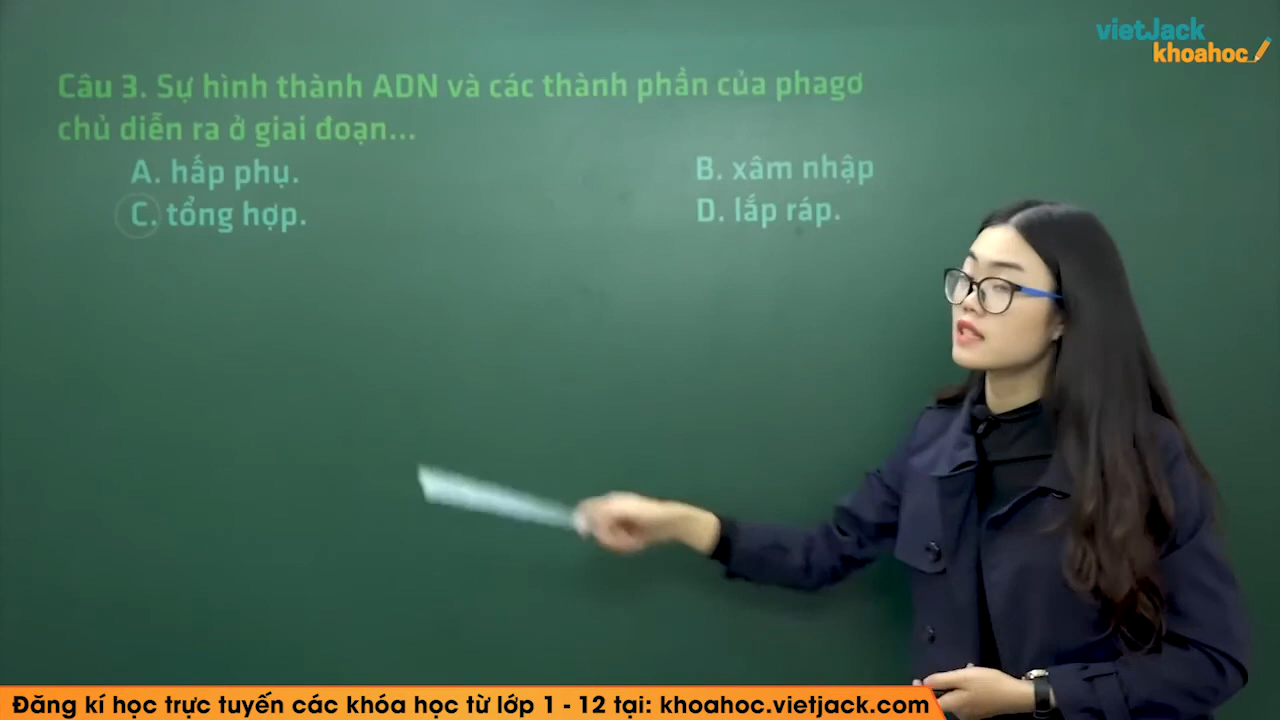 vietJack
khoahoc
Câu 3. Sự hình thành ADN và các thành phần của phagơ
chủ diễn ra ở giai đoạn...
A. hấp phụ.
B. xâm nhập
C. tổng hợp.
D. lắp ráp.
Đăng kí học trực tuyến các khóa học từ lớp 1 - 12 tại: khoahoc.vietjack.com